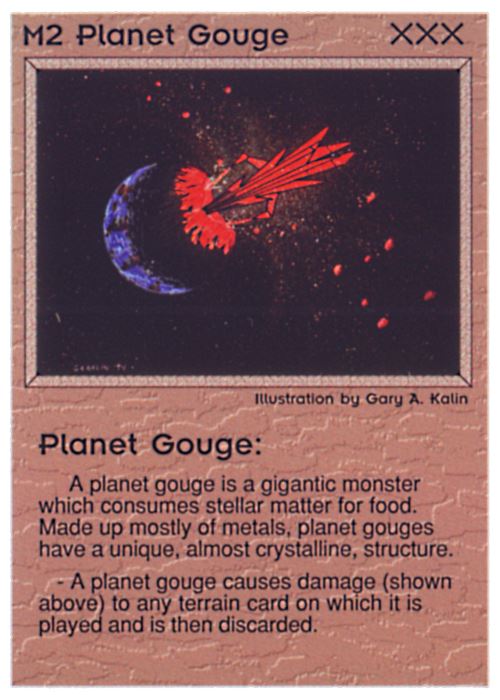 M2 Planet Gouge XXX
Illustration by Gary A. Kalin
Planet Gouge:
A planet gouge is a gigantic monster
which consumes stellar matter for food.
Made up mostly of metals, planet gouges
have a unique, almost crystalline, structure.
- A planet gouge causes damage (shown
above) to any terrain card on which it is
played and is then discarded.